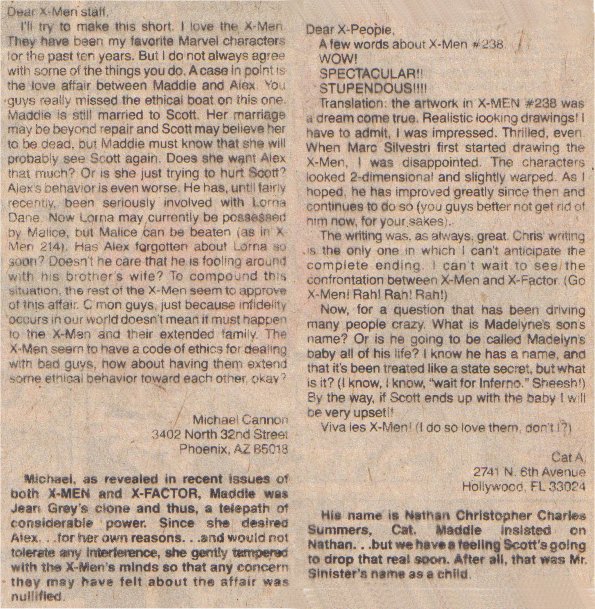 Dear X-Men staff,
I'll try to make this short. I love the X-Men.
They have been my favorite Marvel characters
for the past ten years. But I do not always agree
with some of the things you do. A case in point is
the love affair between Maddie and Alex. You
guys really missed the ethical boat on this one.
Maddie is still married to Scott. Her marriage
may be beyond repair and Scott may believe her
to be dead, but Maddie must know that she will
probably see Scott again. Does she want Alex
that much? Or is she just trying to hurt Scott?
Alex's behavior is even worse. He has, until fairly
recently, been seriously involved with Lorna
Dane. Now Lorna may currently be possessed
by Malice, but Malice can be beaten (as in X-
Men 214). Has Alex forgotten about Lorna so
soon? Doesn't he care that he is fooling around
with his brother's wife? To compound this
situation, the rest of the X-Men seem to approve
of this affair. C'mon guys, just because infidelity
occurs in our world doesn't mean it must happen
to the X-Men and their extended family. The
X-Men seem to have a code of ethics for dealing
with bad guys, how about having them extend
some ethical behavior toward each other, okay?
Michael Cannon
3402 North 32nd Street
Phoenix, AZ 85018
Michael, as revealed in recent issues of
both X-MEN and X-FACTOR, Maddie was
Jean Grey's clone and thus, a telepath of
considerable power. Since she desired
Alex. . .for her own reasons. . .and would not
tolerate any interference, she gently tampered
with the X-Men's minds so that any concern
they may have felt about the affair was
nullified.
Dear X-People,
A few words about X-Men #238.
WOW!
SPECTACULAR!!
STUPENDOUS!!!!
Translation: the artwork in X-MEN #238 was
a dream come true. Realistic looking drawings! I
have to admit, I was impressed. Thrilled, even.
When Marc Silvestri first started drawing the
X-Men, I was disappointed. The characters
looked 2-dimensional and slightly warped. As I
hoped, he has improved greatly since then and
continues to do so (you guys better not get rid of
him now, for your sakes).
The writing was, as always, great. Chris' writing
is the only one in which I can't anticipate the
complete ending. I can't wait to see the
confrontation between X-Men and X-Factor. (Go
X-Men! Rah! Rah! Rah!)
Now, for a question that has been driving
many people crazy. What is Madelyne's son's
name? Or is he going to be called Madelyn's
baby all of his life? I know he has a name, and
that it's been treated like a state secret, but what
is it? (I know, I know, "wait for Inferno." Sheesh!)
By the way, if Scott ends up with the baby I will
be very upset!!
Viva les X-Men! (I do so love them, don't I?)
Cat A.
2741 N. 6th Avenue
Hollywood, FL 33024
His name is Nathan Christopher Charles
Summers, Cat. Maddie insisted on
Nathan. . .but we have a feeling Scott's going
to drop that real soon. After all, that was Mr.
Sinister's name as a child.